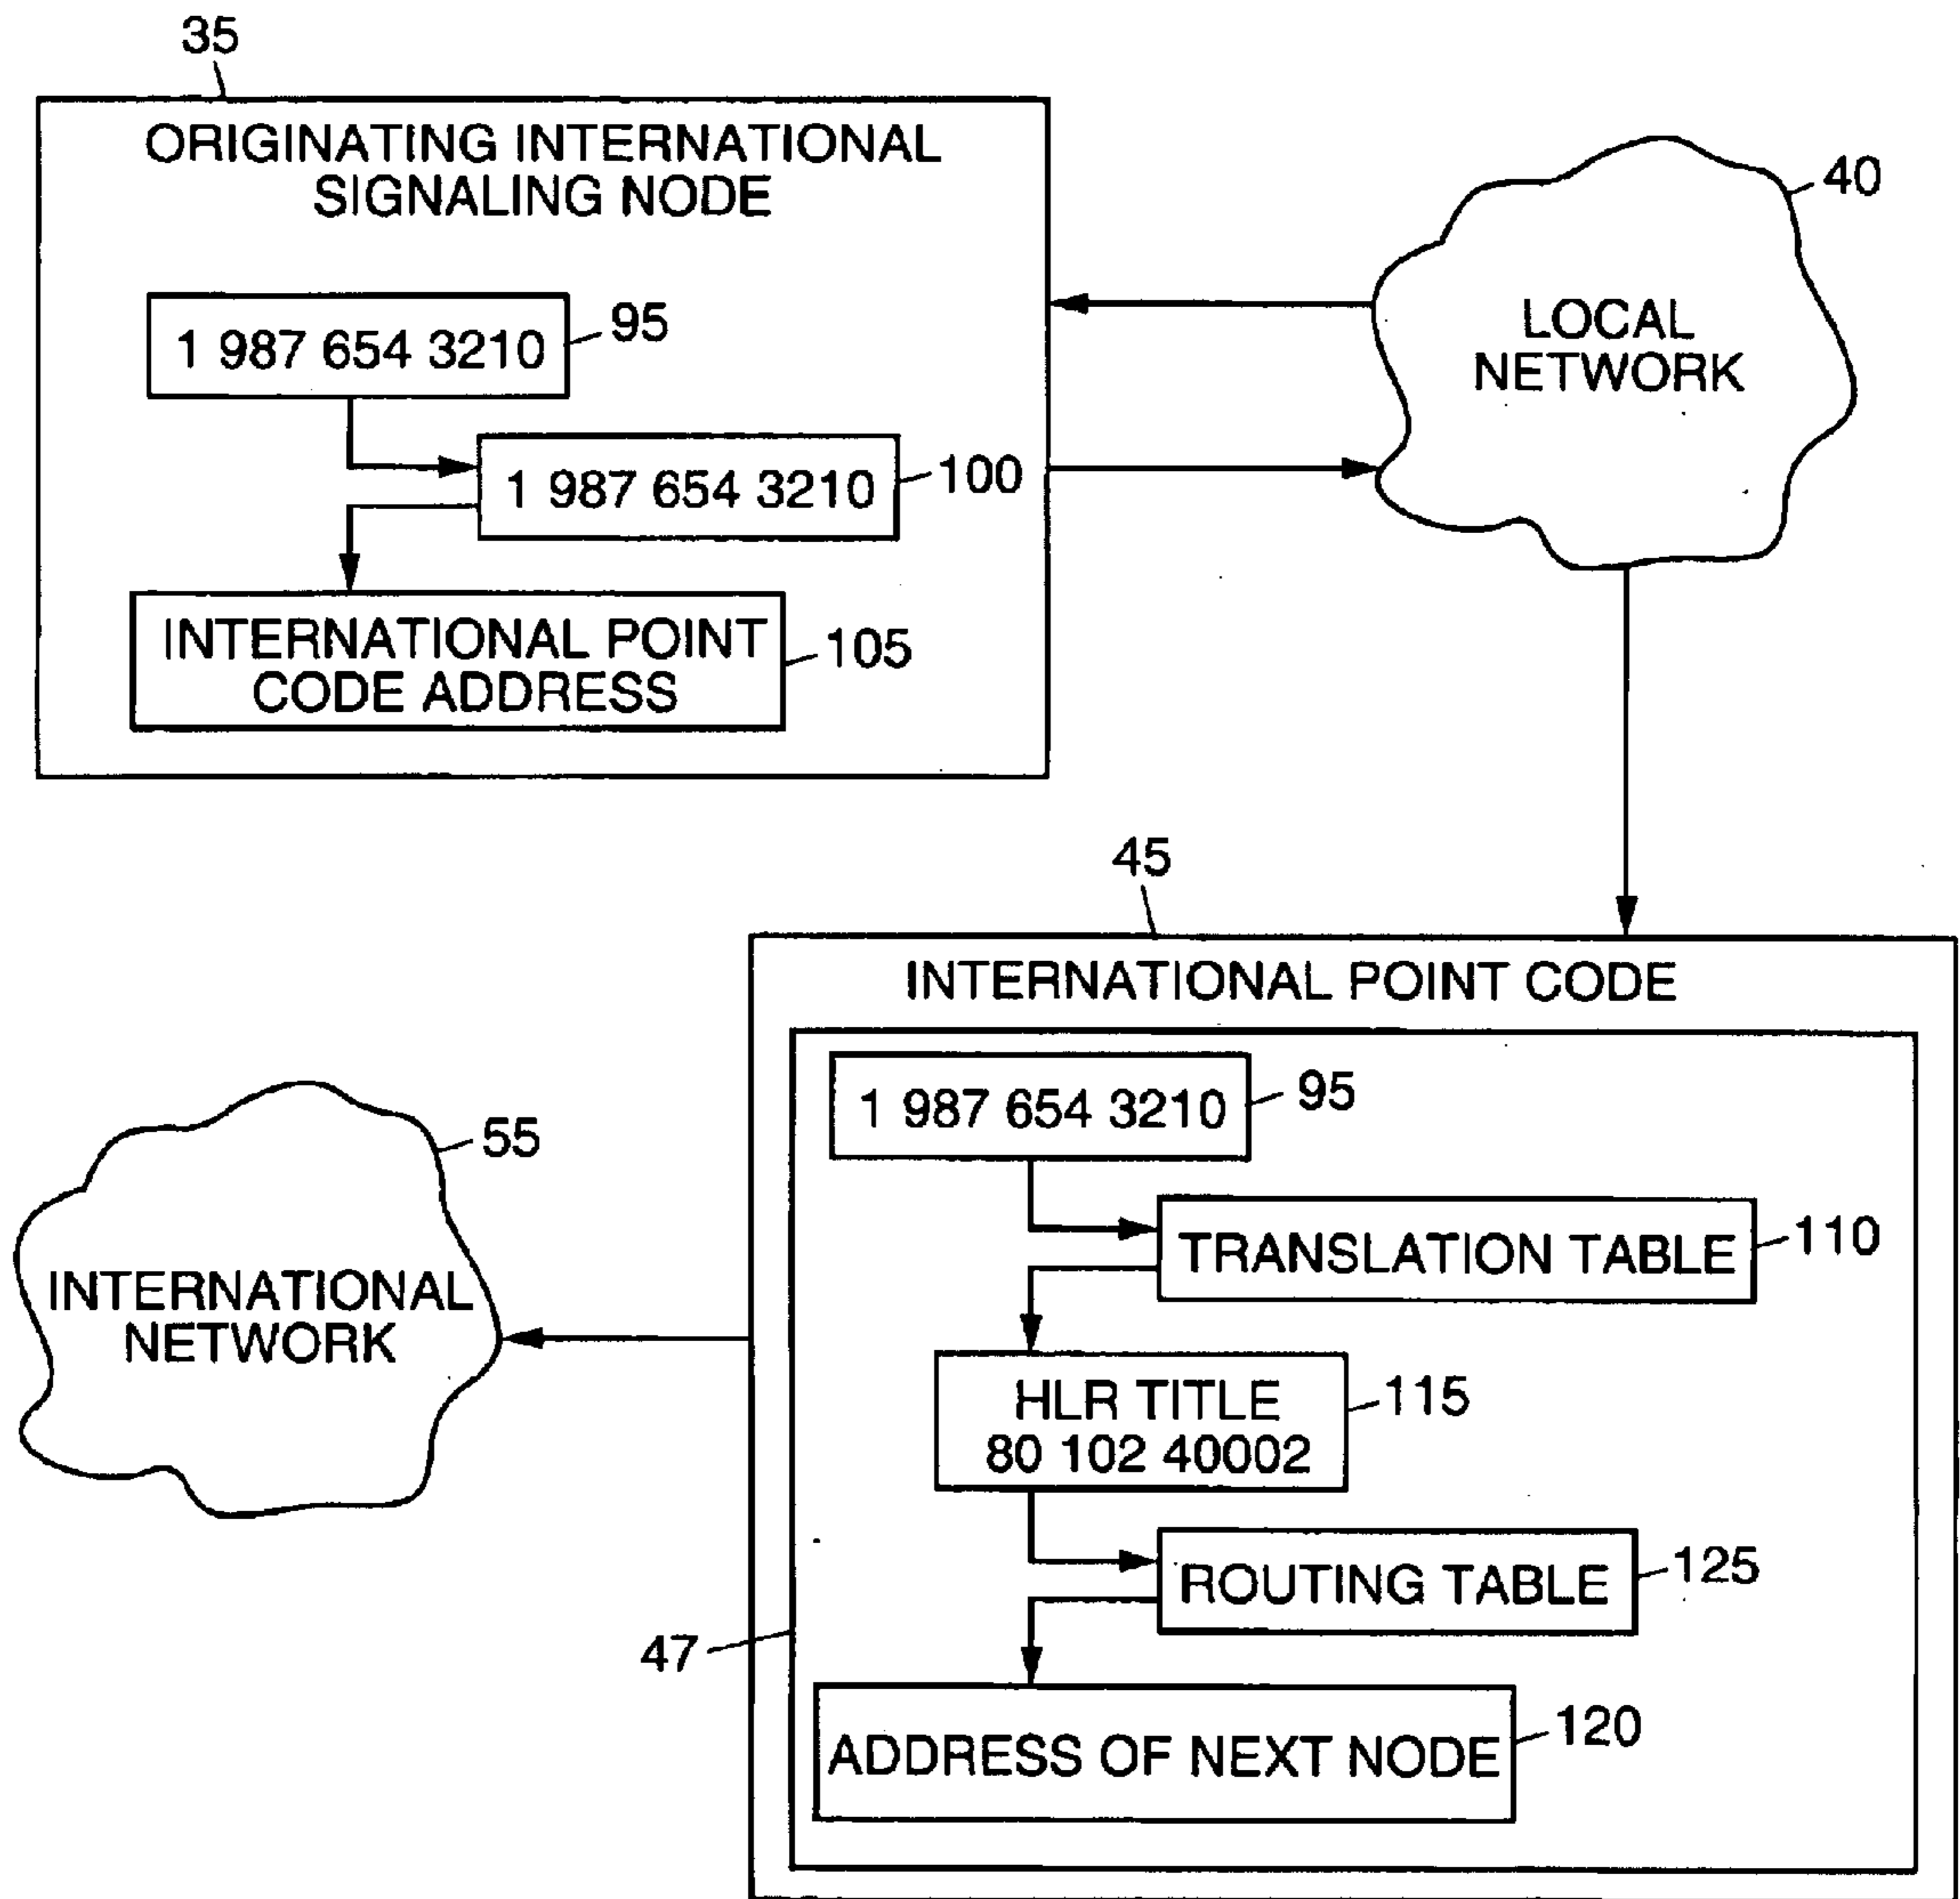 35
ORIGINATING INTERNATIONAL
SIGNALING NODE
1 987 654 3210
95
1 987 654 3210
100
INTERNATIONAL POINT
CODE ADDRESS
105
40
LOCAL
NETWORK
45
INTERNATIONAL POINT CODE
1 987 654 3210
95
TRANSLATION TABLE
110
HLR TITLE
80 102 40002
115
ROUTING TABLE
125
47
ADDRESS OF NEXT NODE
120
55
INTERNATIONAL
NETWORK